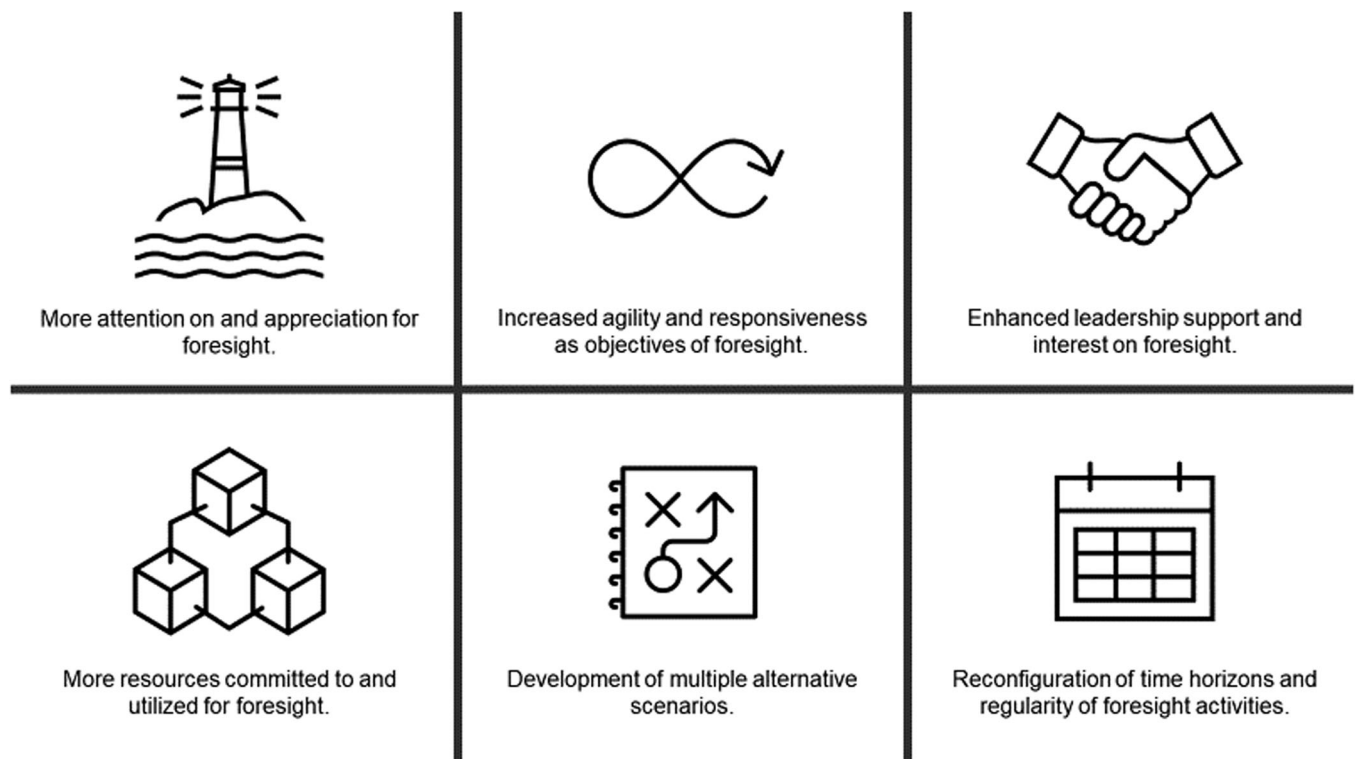 More attention on and appreciation for
foresight.
Increased agility and responsiveness
as objectives of foresight.
Enhanced leadership support and
interest on foresight.
More resources committed to and
utilized for foresight.
Development of multiple alternative
scenarios.
Reconfiguration of time horizons and
regularity of foresight activities.